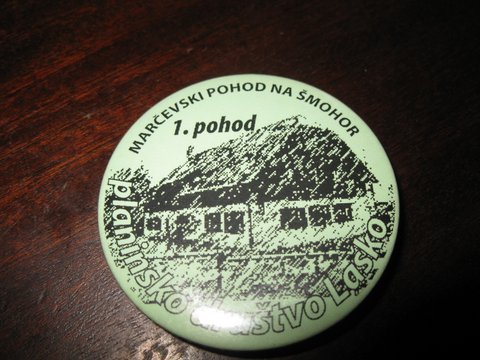 MARČEVSKI POHOD NA ŠMOHOR
1. pohod
planinsko društvo Laško